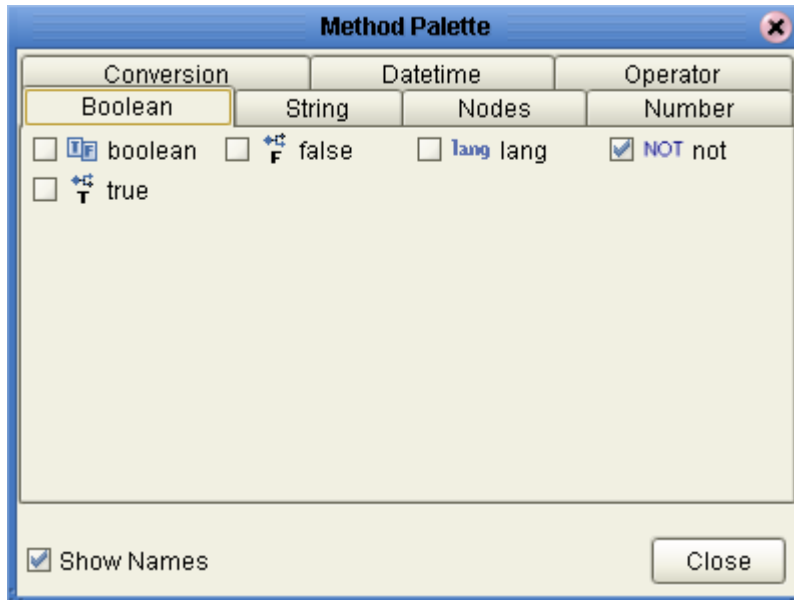 Method Palette
Conversion Datetime Operator
Boolean String Nodes Number
TF boolean F false lang lang NOT not
T true
Show Names Close